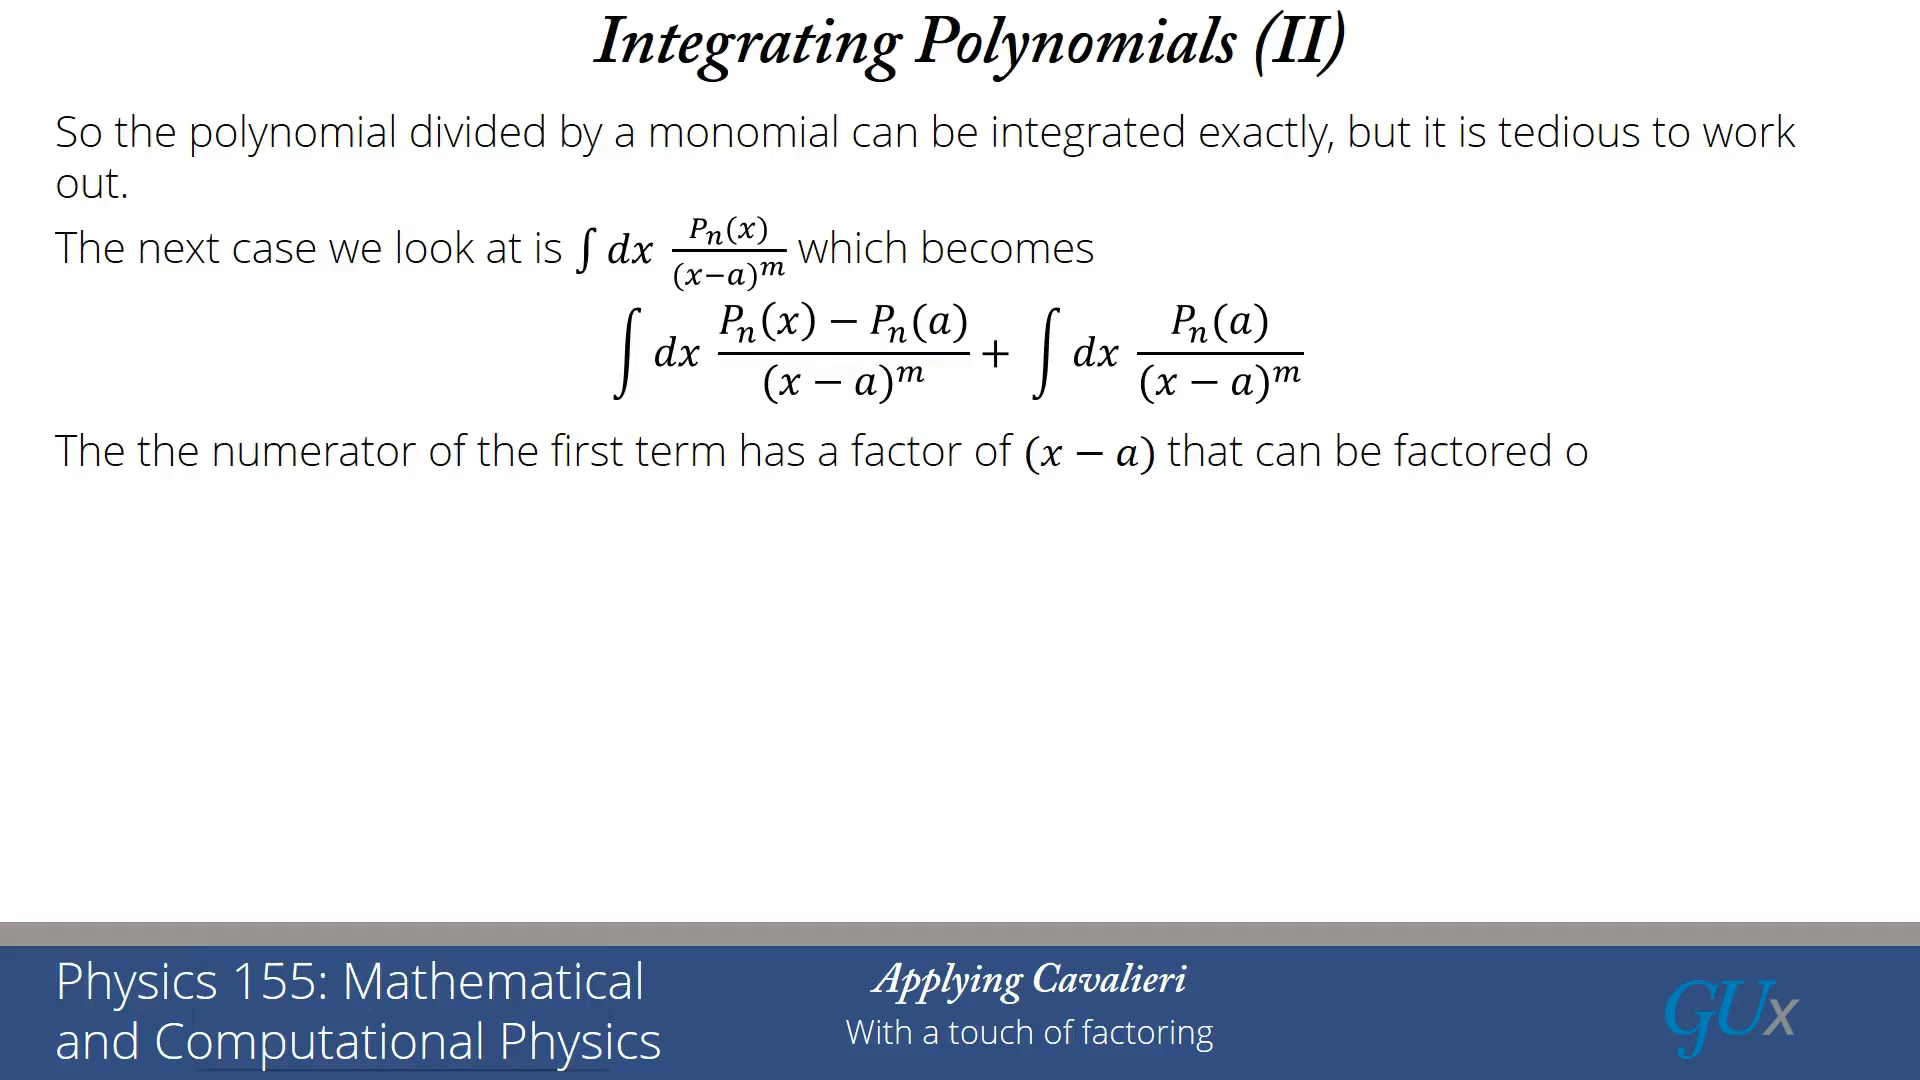 Integrating Polynomials (II)
So the polynomial divided by a monomial can be integrated exactly, but it is tedious to work
out.
The next case we look at is ∫ dx Pₙ(x)/(x−a)ᵐ which becomes
∫ dx (Pₙ(x) − Pₙ(a))/(x − a)ᵐ + ∫ dx Pₙ(a)/(x − a)ᵐ
The the numerator of the first term has a factor of (x − a) that can be factored o
Physics 155: Mathematical
and Computational Physics
Applying Cavalieri
With a touch of factoring
GUx